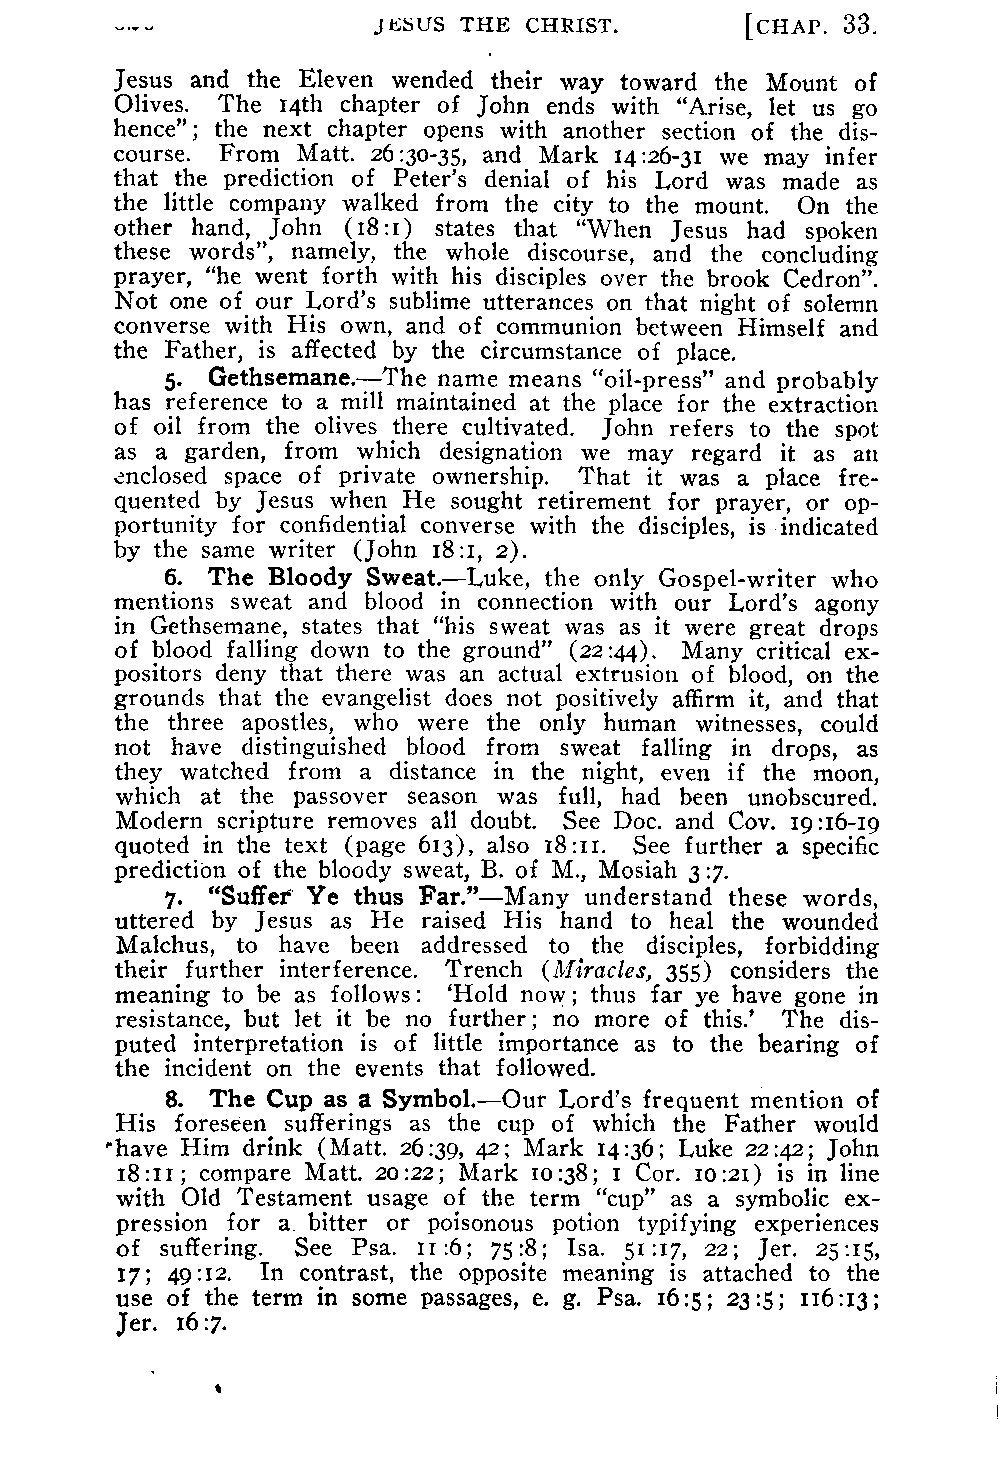 JESUS THE CHRIST. [CHAP. 33.
Jesus and the Eleven wended their way toward the Mount of
Olives. The 14th chapter of John ends with “Arise, let us go
hence”; the next chapter opens with another section of the dis-
course. From Matt. 26:30-35, and Mark 14:26-31 we may infer
that the prediction of Peter's denial of his Lord was made as
the little company walked from the city to the mount. On the
other hand, John (18:1) states that “When Jesus had spoken
these words”, namely, the whole discourse, and the concluding
prayer, “he went forth with his disciples over the brook Cedron”.
Not one of our Lord's sublime utterances on that night of solemn
converse with His own, and of communion between Himself and
the Father, is affected by the circumstance of place.
5. Gethsemane.—The name means “oil-press” and probably
has reference to a mill maintained at the place for the extraction
of oil from the olives there cultivated. John refers to the spot
as a garden, from which designation we may regard it as an
enclosed space of private ownership. That it was a place fre-
quented by Jesus when He sought retirement for prayer, or op-
portunity for confidential converse with the disciples, is indicated
by the same writer (John 18:1, 2).
6. The Bloody Sweat.—Luke, the only Gospel-writer who
mentions sweat and blood in connection with our Lord's agony
in Gethsemane, states that “his sweat was as it were great drops
of blood falling down to the ground” (22:44). Many critical ex-
positors deny that there was an actual extrusion of blood, on the
grounds that the evangelist does not positively affirm it, and that
the three apostles, who were the only human witnesses, could
not have distinguished blood from sweat falling in drops, as
they watched from a distance in the night, even if the moon,
which at the passover season was full, had been unobscured.
Modern scripture removes all doubt. See Doc. and Cov. 19:16-19
quoted in the text (page 613), also 18:11. See further a specific
prediction of the bloody sweat, B. of M., Mosiah 3:7.
7. “Suffer Ye thus Far.”—Many understand these words,
uttered by Jesus as He raised His hand to heal the wounded
Malchus, to have been addressed to the disciples, forbidding
their further interference. Trench (Miracles, 355) considers the
meaning to be as follows: ‘Hold now; thus far ye have gone in
resistance, but let it be no further; no more of this.’ The dis-
puted interpretation is of little importance as to the bearing of
the incident on the events that followed.
8. The Cup as a Symbol.—Our Lord's frequent mention of
His foreseen sufferings as the cup of which the Father would
have Him drink (Matt. 26:39, 42; Mark 14:36; Luke 22:42; John
18:11; compare Matt. 20:22; Mark 10:38; 1 Cor. 10:21) is in line
with Old Testament usage of the term “cup” as a symbolic ex-
pression for a bitter or poisonous potion typifying experiences
of suffering. See Psa. 11:6; 75:8; Isa. 51:17, 22; Jer. 25:15,
17; 49:12. In contrast, the opposite meaning is attached to the
use of the term in some passages, e. g. Psa. 16:5; 23:5; 116:13;
Jer. 16:7.